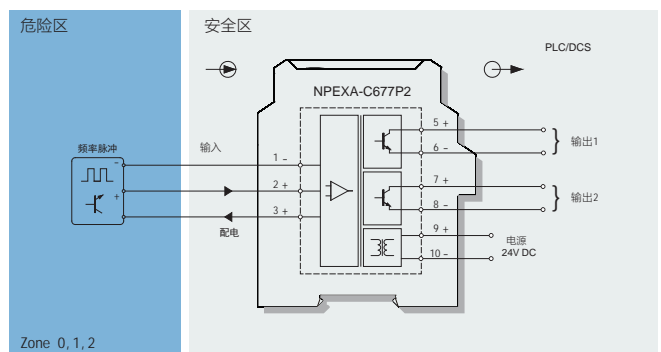 危险区
安全区
PLC/DCS
NPEXA-C677P2
频率脉冲
−
+
输入
1 −
2 +
3 +
配电
5 +
6 −
输出1
7 +
8 −
输出2
9 +
10 −
电源
24V DC
Zone 0,1,2